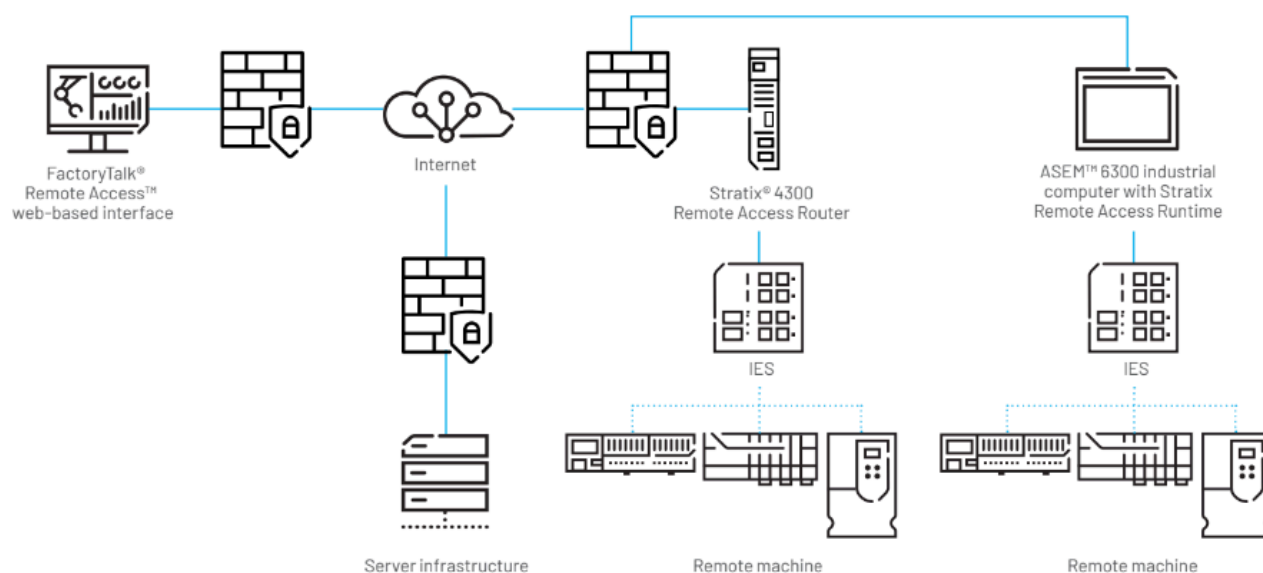 FactoryTalk®
Remote Access™
web-based interface
Internet
Stratix® 4300
Remote Access Router
ASEM™ 6300 industrial
computer with Stratix
Remote Access Runtime
IES
IES
Server infrastructure
Remote machine
Remote machine